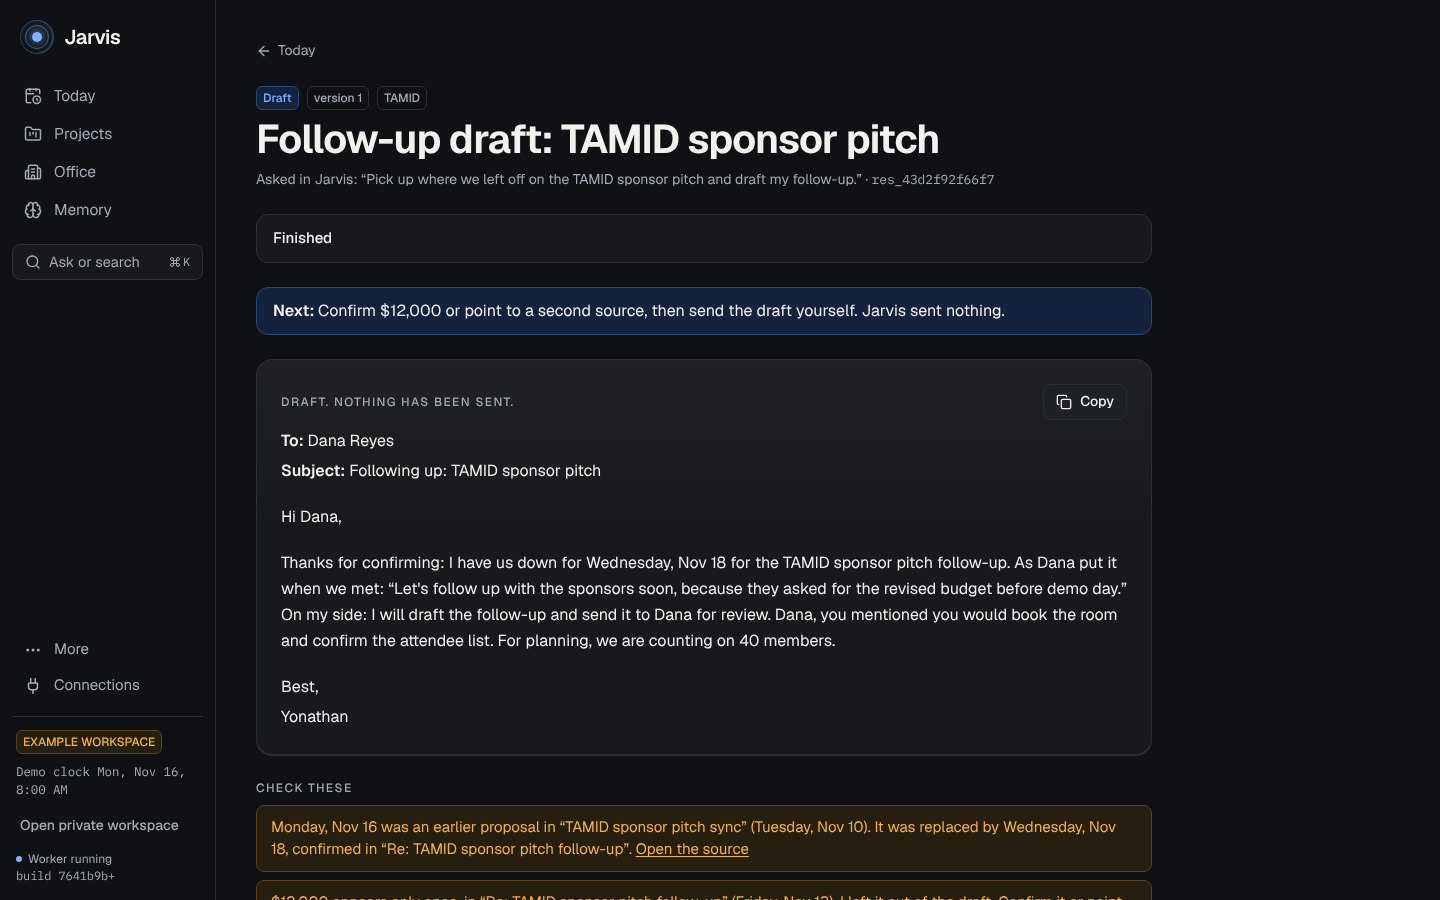 Jarvis
Today
Projects
Office
Memory
Ask or search ⌘ K
More
Connections
EXAMPLE WORKSPACE
Demo clock Mon, Nov 16,
8:00 AM
Open private workspace
Worker running
build 7641b9b+
← Today
Draft version 1 TAMID
Follow-up draft: TAMID sponsor pitch
Asked in Jarvis: “Pick up where we left off on the TAMID sponsor pitch and draft my follow-up.” · res_43d2f92f66f7
Finished
Next: Confirm $12,000 or point to a second source, then send the draft yourself. Jarvis sent nothing.
DRAFT. NOTHING HAS BEEN SENT.
Copy
To: Dana Reyes
Subject: Following up: TAMID sponsor pitch
Hi Dana,
Thanks for confirming: I have us down for Wednesday, Nov 18 for the TAMID sponsor pitch follow-up. As Dana put it
when we met: “Let's follow up with the sponsors soon, because they asked for the revised budget before demo day.”
On my side: I will draft the follow-up and send it to Dana for review. Dana, you mentioned you would book the room
and confirm the attendee list. For planning, we are counting on 40 members.
Best,
Yonathan
CHECK THESE
Monday, Nov 16 was an earlier proposal in “TAMID sponsor pitch sync” (Tuesday, Nov 10). It was replaced by Wednesday, Nov
18, confirmed in “Re: TAMID sponsor pitch follow-up”. Open the source